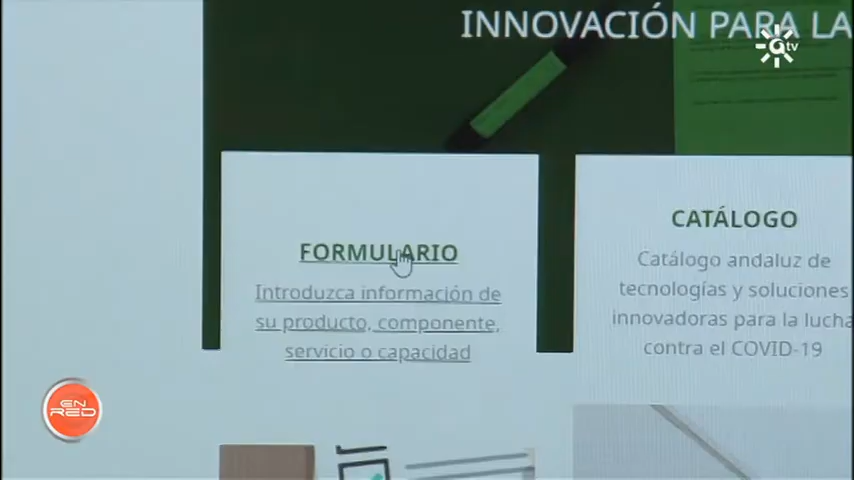 INNOVACIÓN PARA LA
tv
FORMULARIO
Introduzca información de
su producto, componente,
servicio o capacidad
CATÁLOGO
Catálogo andaluz de
tecnologías y soluciones
innovadoras para la lucha
contra el COVID-19
EN
RED